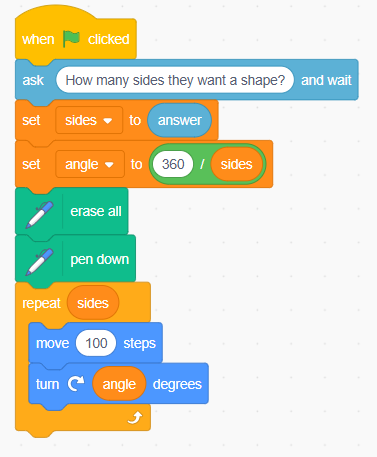 when clicked
ask How many sides they want a shape? and wait
set sides to answer
set angle to 360 / sides
erase all
pen down
repeat sides
move 100 steps
turn angle degrees